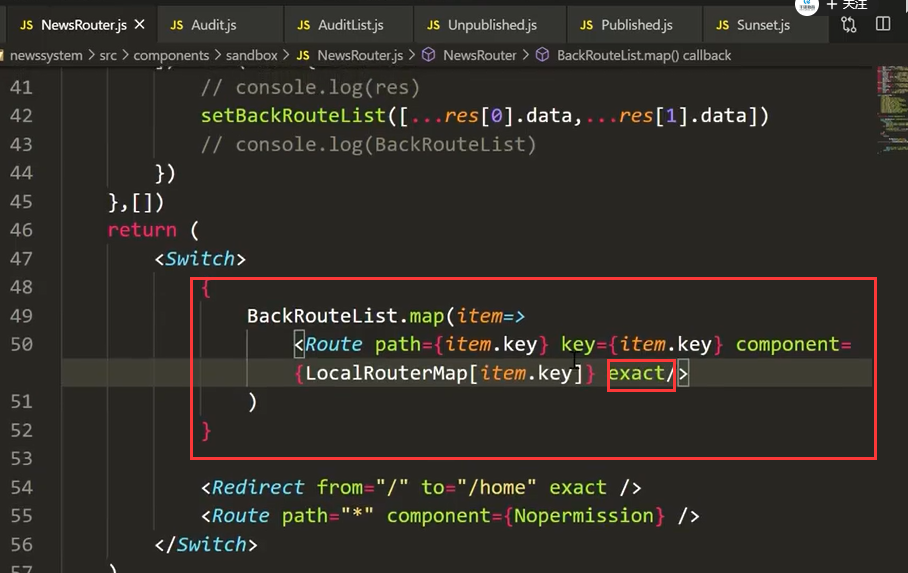 + 关注
JS NewsRouter.js × JS Audit.js JS AuditList.js JS Unpublished.js JS Published.js JS Sunset.js
newssystem > src > components > sandbox > JS NewsRouter.js > NewsRouter > BackRouteList.map() callback
41 // console.log(res)
42 setBackRouteList([...res[0].data,...res[1].data])
43 // console.log(BackRouteList)
44 })
45 },[])
46 return (
47 <Switch>
48 {
49 BackRouteList.map(item=>
50 <Route path={item.key} key={item.key} component=
{LocalRouterMap[item.key]} exact/>
51 )
52 }
53
54 <Redirect from="/" to="/home" exact />
55 <Route path="*" component={Nopermission} />
56 </Switch>
57 )